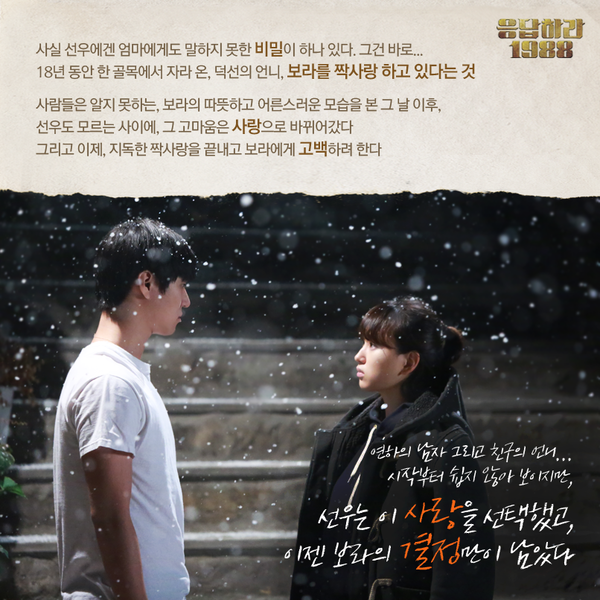 응답하라
1988
사실 선우에겐 엄마에게도 말하지 못한 비밀이 하나 있다. 그건 바로...
18년 동안 한 골목에서 자라 온, 덕선의 언니, 보라를 짝사랑 하고 있다는 것
사람들은 알지 못하는, 보라의 따뜻하고 어른스러운 모습을 본 그 날 이후,
선우도 모르는 사이에, 그 고마움은 사랑으로 바뀌어갔다
그리고 이제, 지독한 짝사랑을 끝내고 보라에게 고백하려 한다
연하의 남자 그리고 친구의 언니...
시작부터 쉽지 않아 보이지만,
선우는 이 사랑을 선택했고,
이젠 보라의 결정만이 남았다